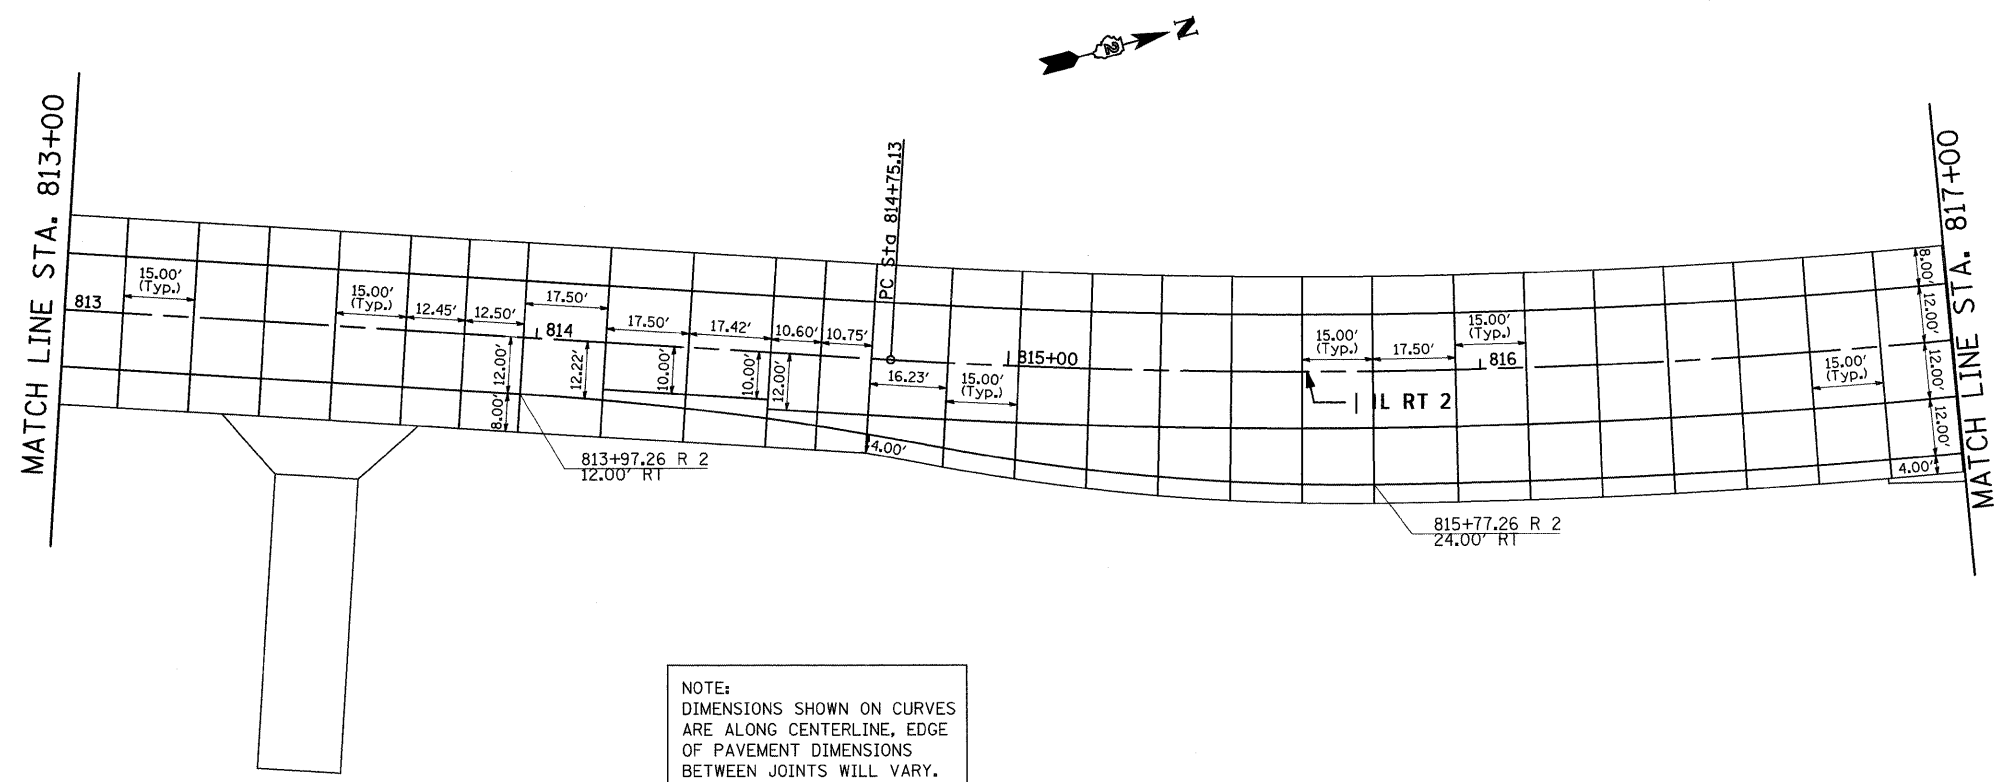 N
2
MATCH LINE STA. 813+00
PC Sta 814+75.13
MATCH LINE STA. 817+00
813
15.00'
(Typ.)
15.00'
(Typ.)
12.45'
12.50'
17.50'
814
17.50'
17.42'
10.60'
10.75'
12.00'
8.00'
12.22'
10.00'
10.00'
12.00'
16.23'
4.00'
15.00'
(Typ.)
815+00
15.00'
(Typ.)
17.50'
15.00'
(Typ.)
816
IL RT 2
15.00'
(Typ.)
8.00'
12.00'
12.00'
12.00'
4.00'
813+97.26 R 2
12.00' RT
815+77.26 R 2
24.00' RT
NOTE:
DIMENSIONS SHOWN ON CURVES
ARE ALONG CENTERLINE, EDGE
OF PAVEMENT DIMENSIONS
BETWEEN JOINTS WILL VARY.